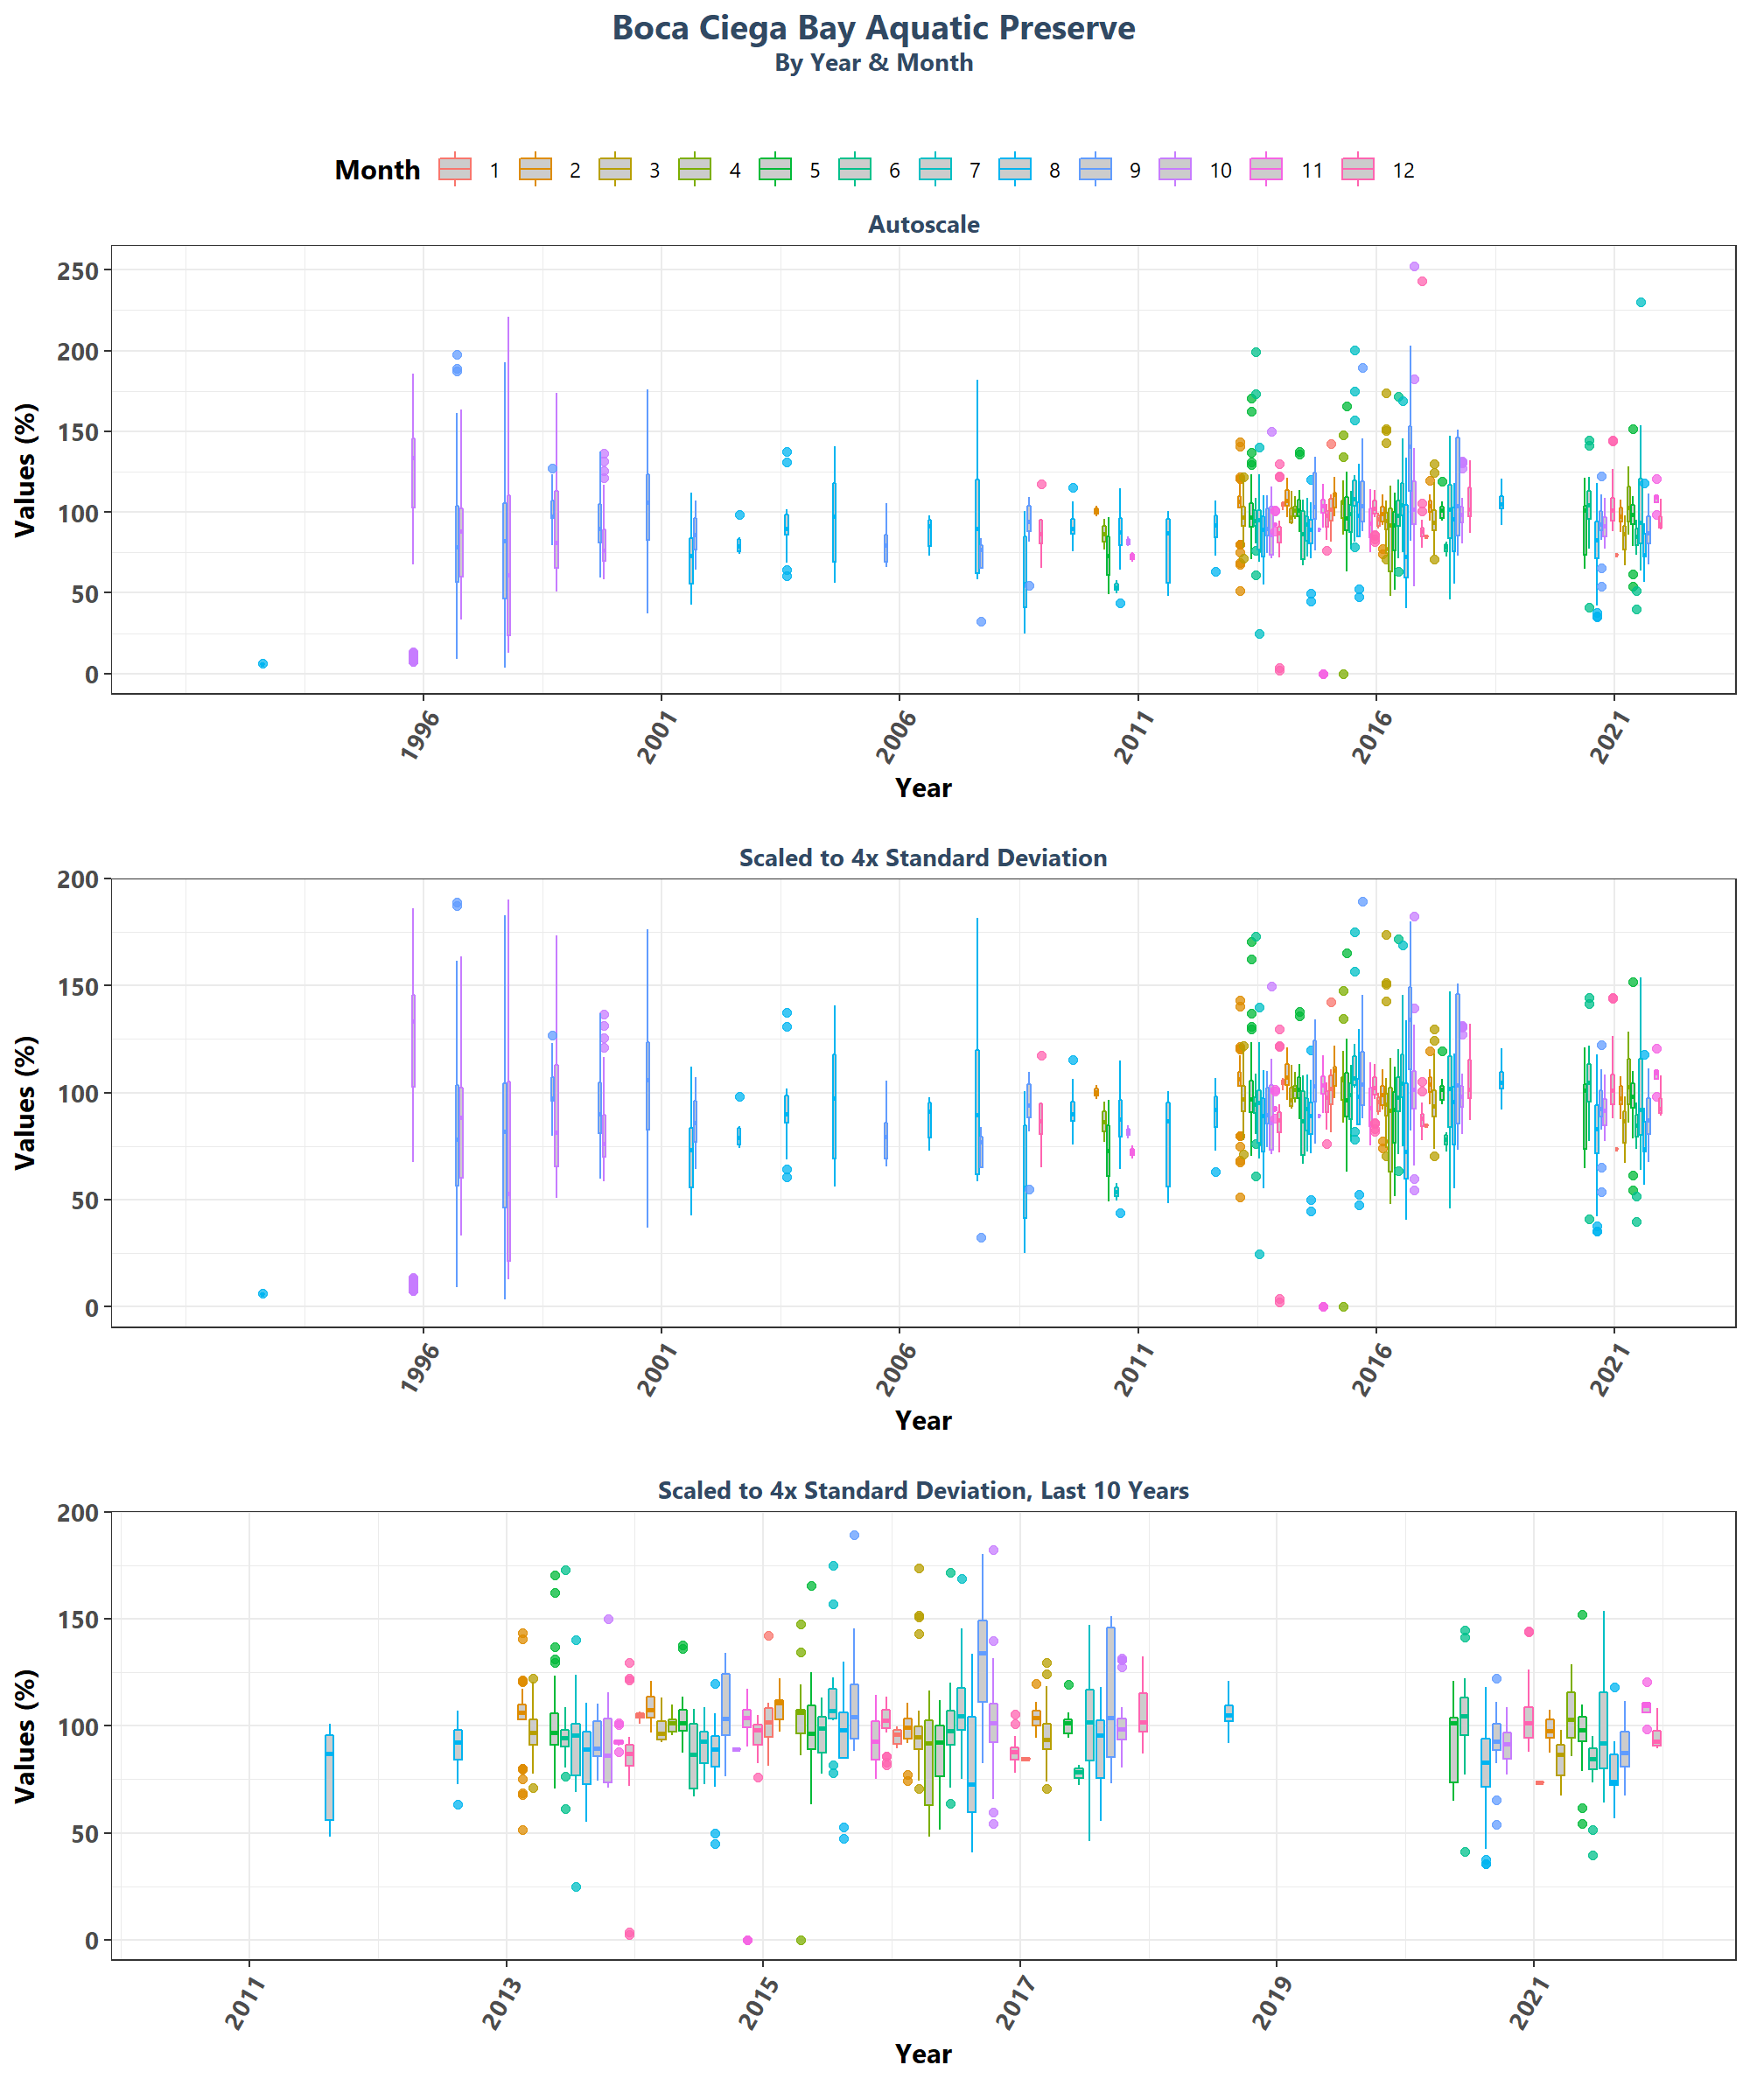 Boca Ciega Bay Aquatic Preserve
By Year & Month
Month 1 2 3 4 5 6 7 8 9 10 11 12
Autoscale
Values (%)
250
200
150
100
50
0
1996 2001 2006 2011 2016 2021
Year
Scaled to 4x Standard Deviation
Values (%)
200
150
100
50
0
1996 2001 2006 2011 2016 2021
Year
Scaled to 4x Standard Deviation, Last 10 Years
Values (%)
200
150
100
50
0
2011 2013 2015 2017 2019 2021
Year